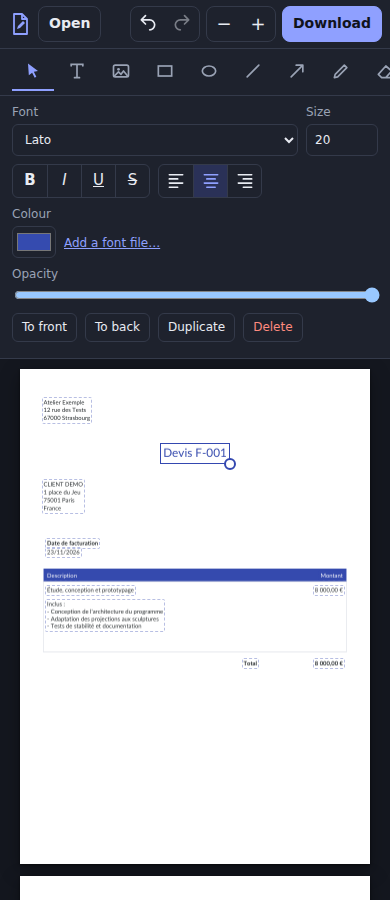 Open
Download
Font
Size
Lato
20
B I U S
Colour
Add a font file…
Opacity
To front
To back
Duplicate
Delete
Atelier Exemple
12 rue des Tests
67000 Strasbourg
Devis F-001
CLIENT DEMO
1 place du Jeu
75001 Paris
France
Date de facturation
23/11/2026
Description Montant
Étude, conception et prototypage 8 000,00 €
Inclus :
- Conception de l'architecture du programme
- Adaptation des projections aux sculptures
- Tests de stabilité et documentation
Total 8 000,00 €